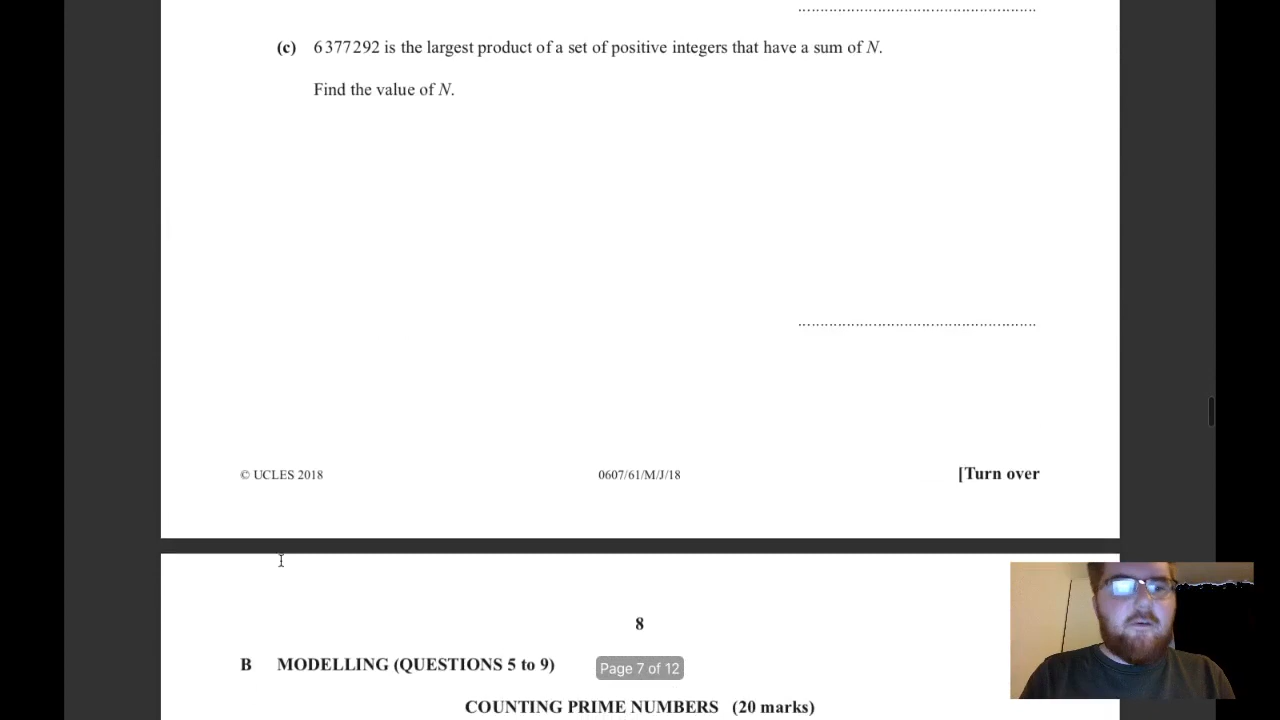 (c) 6 377 292 is the largest product of a set of positive integers that have a sum of N.
Find the value of N.
© UCLES 2018
0607/61/M/J/18
[Turn over
8
B MODELLING (QUESTIONS 5 to 9)
Page 7 of 12
COUNTING PRIME NUMBERS (20 marks)